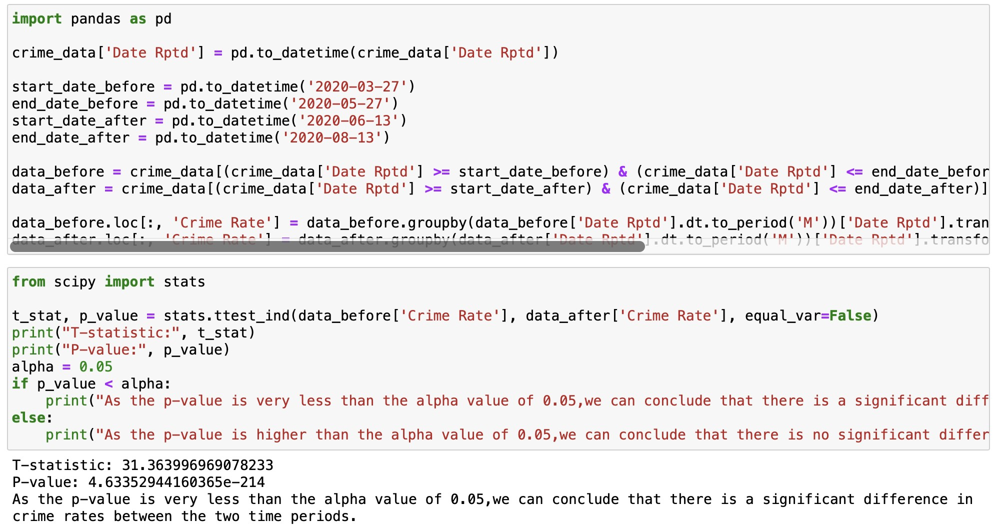 import pandas as pd
crime_data['Date Rptd'] = pd.to_datetime(crime_data['Date Rptd'])
start_date_before = pd.to_datetime('2020-03-27')
end_date_before = pd.to_datetime('2020-05-27')
start_date_after = pd.to_datetime('2020-06-13')
end_date_after = pd.to_datetime('2020-08-13')
data_before = crime_data[(crime_data['Date Rptd'] >= start_date_before) & (crime_data['Date Rptd'] <= end_date_befor
data_after = crime_data[(crime_data['Date Rptd'] >= start_date_after) & (crime_data['Date Rptd'] <= end_date_after)]
data_before.loc[:, 'Crime Rate'] = data_before.groupby(data_before['Date Rptd'].dt.to_period('M'))['Date Rptd'].tran
data_after.loc[:, 'Crime Rate'] = data_after.groupby(data_after['Date Rptd'].dt.to_period('M'))['Date Rptd'].transfo
from scipy import stats
t_stat, p_value = stats.ttest_ind(data_before['Crime Rate'], data_after['Crime Rate'], equal_var=False)
print("T-statistic:", t_stat)
print("P-value:", p_value)
alpha = 0.05
if p_value < alpha:
    print("As the p-value is very less than the alpha value of 0.05,we can conclude that there is a significant diff
else:
    print("As the p-value is higher than the alpha value of 0.05,we can conclude that there is no significant differ
T-statistic: 31.363996969078233
P-value: 4.63352944160365e-214
As the p-value is very less than the alpha value of 0.05,we can conclude that there is a significant difference in
crime rates between the two time periods.